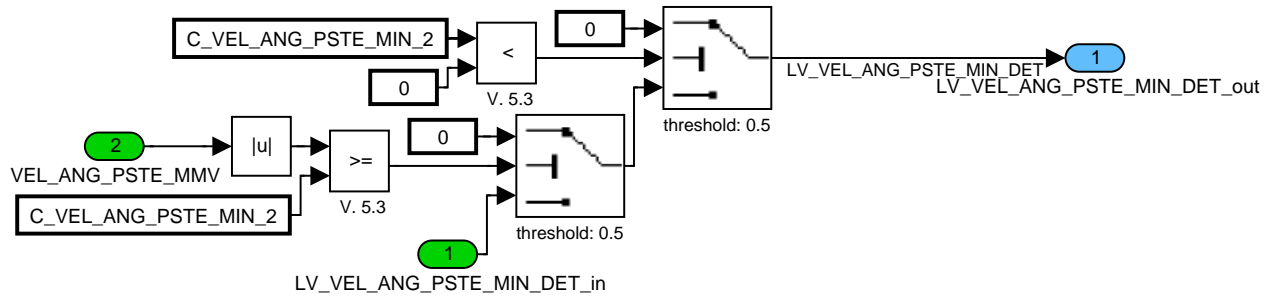 C_VEL_ANG_PSTE_MIN_2
0
<
V. 5.3
0
threshold: 0.5
LV_VEL_ANG_PSTE_MIN_DET
1
LV_VEL_ANG_PSTE_MIN_DET_out
2
VEL_ANG_PSTE_MMV
|u|
>=
V. 5.3
C_VEL_ANG_PSTE_MIN_2
0
threshold: 0.5
1
LV_VEL_ANG_PSTE_MIN_DET_in